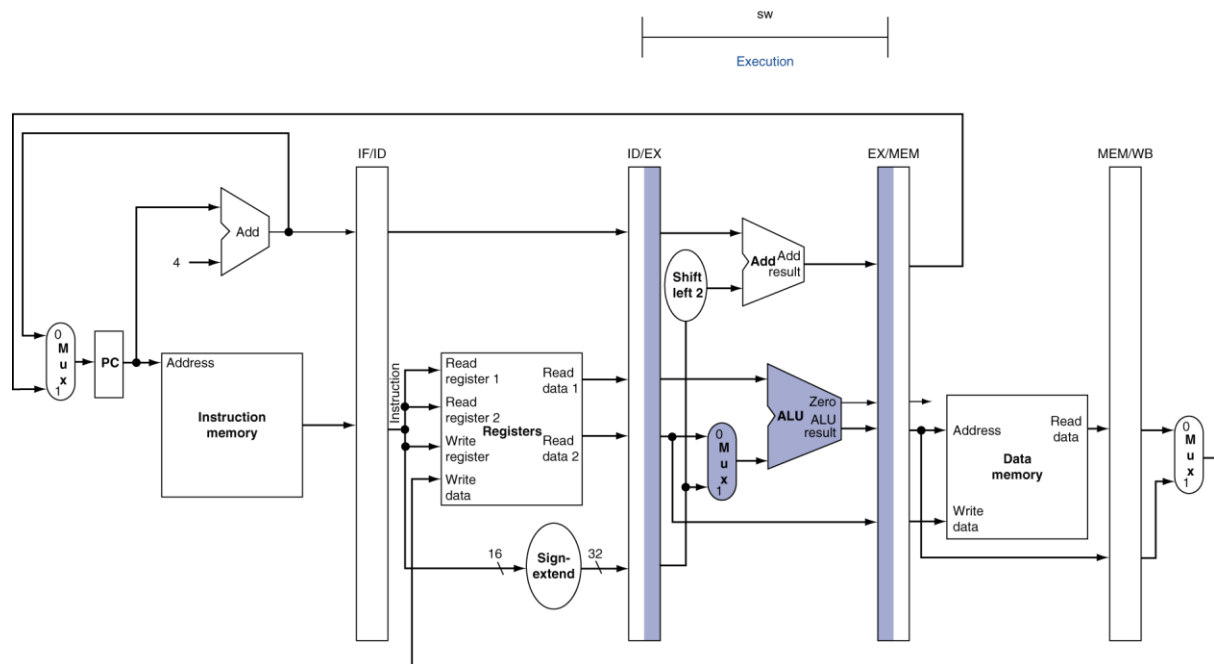 sw
Execution
IF/ID
ID/EX
EX/MEM
MEM/WB
Add
4
Shift
left 2
Add
Add
result
0
M
u
x
1
PC
Address
Instruction
memory
Instruction
Read
register 1
Read
register 2
Write
register
Write
data
Registers
Read
data 1
Read
data 2
16
Sign-
extend
32
0
M
u
x
1
ALU
Zero
ALU
result
Address
Write
data
Data
memory
Read
data
0
M
u
x
1